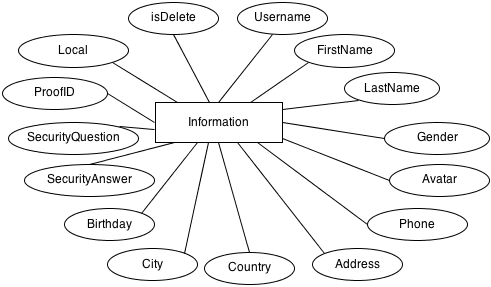 isDelete
Username
Local
FirstName
ProofID
LastName
Information
SecurityQuestion
Gender
SecurityAnswer
Avatar
Birthday
Phone
City
Country
Address